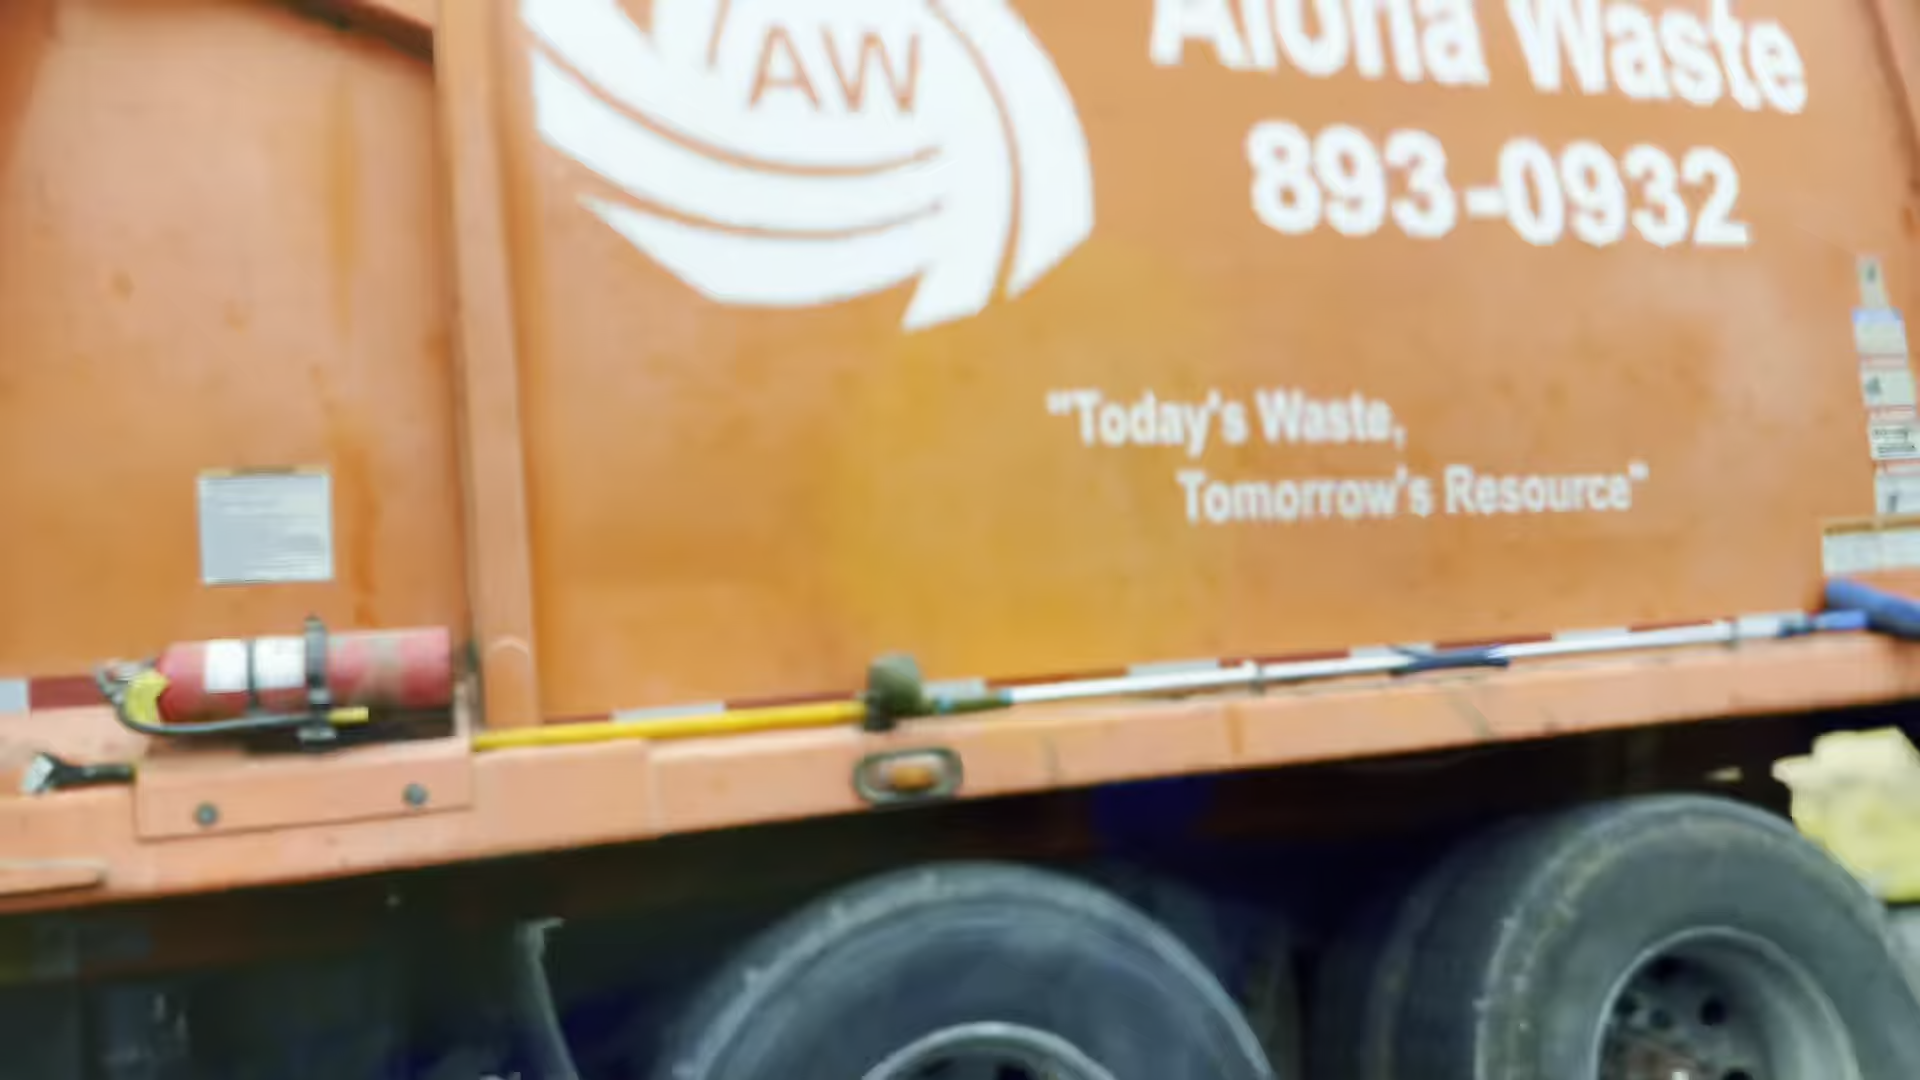 AW
Aloha Waste
893-0932
"Today's Waste,
Tomorrow's Resource"